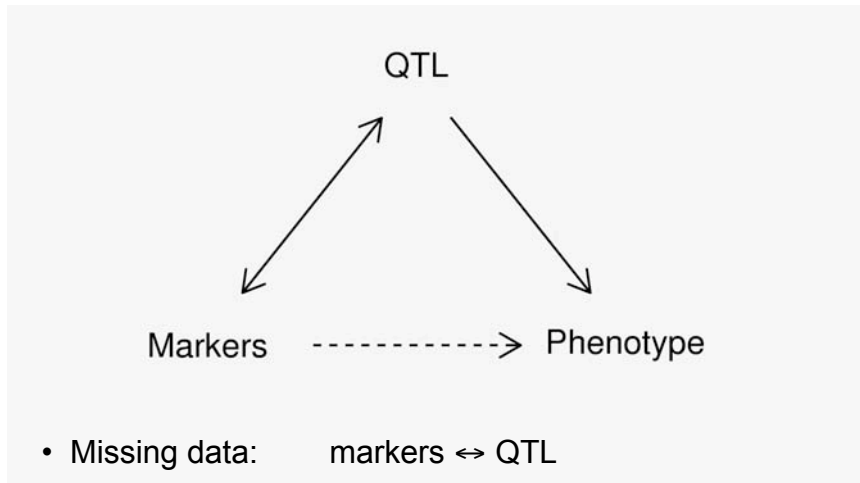 QTL
Markers Phenotype
• Missing data: markers ↔ QTL